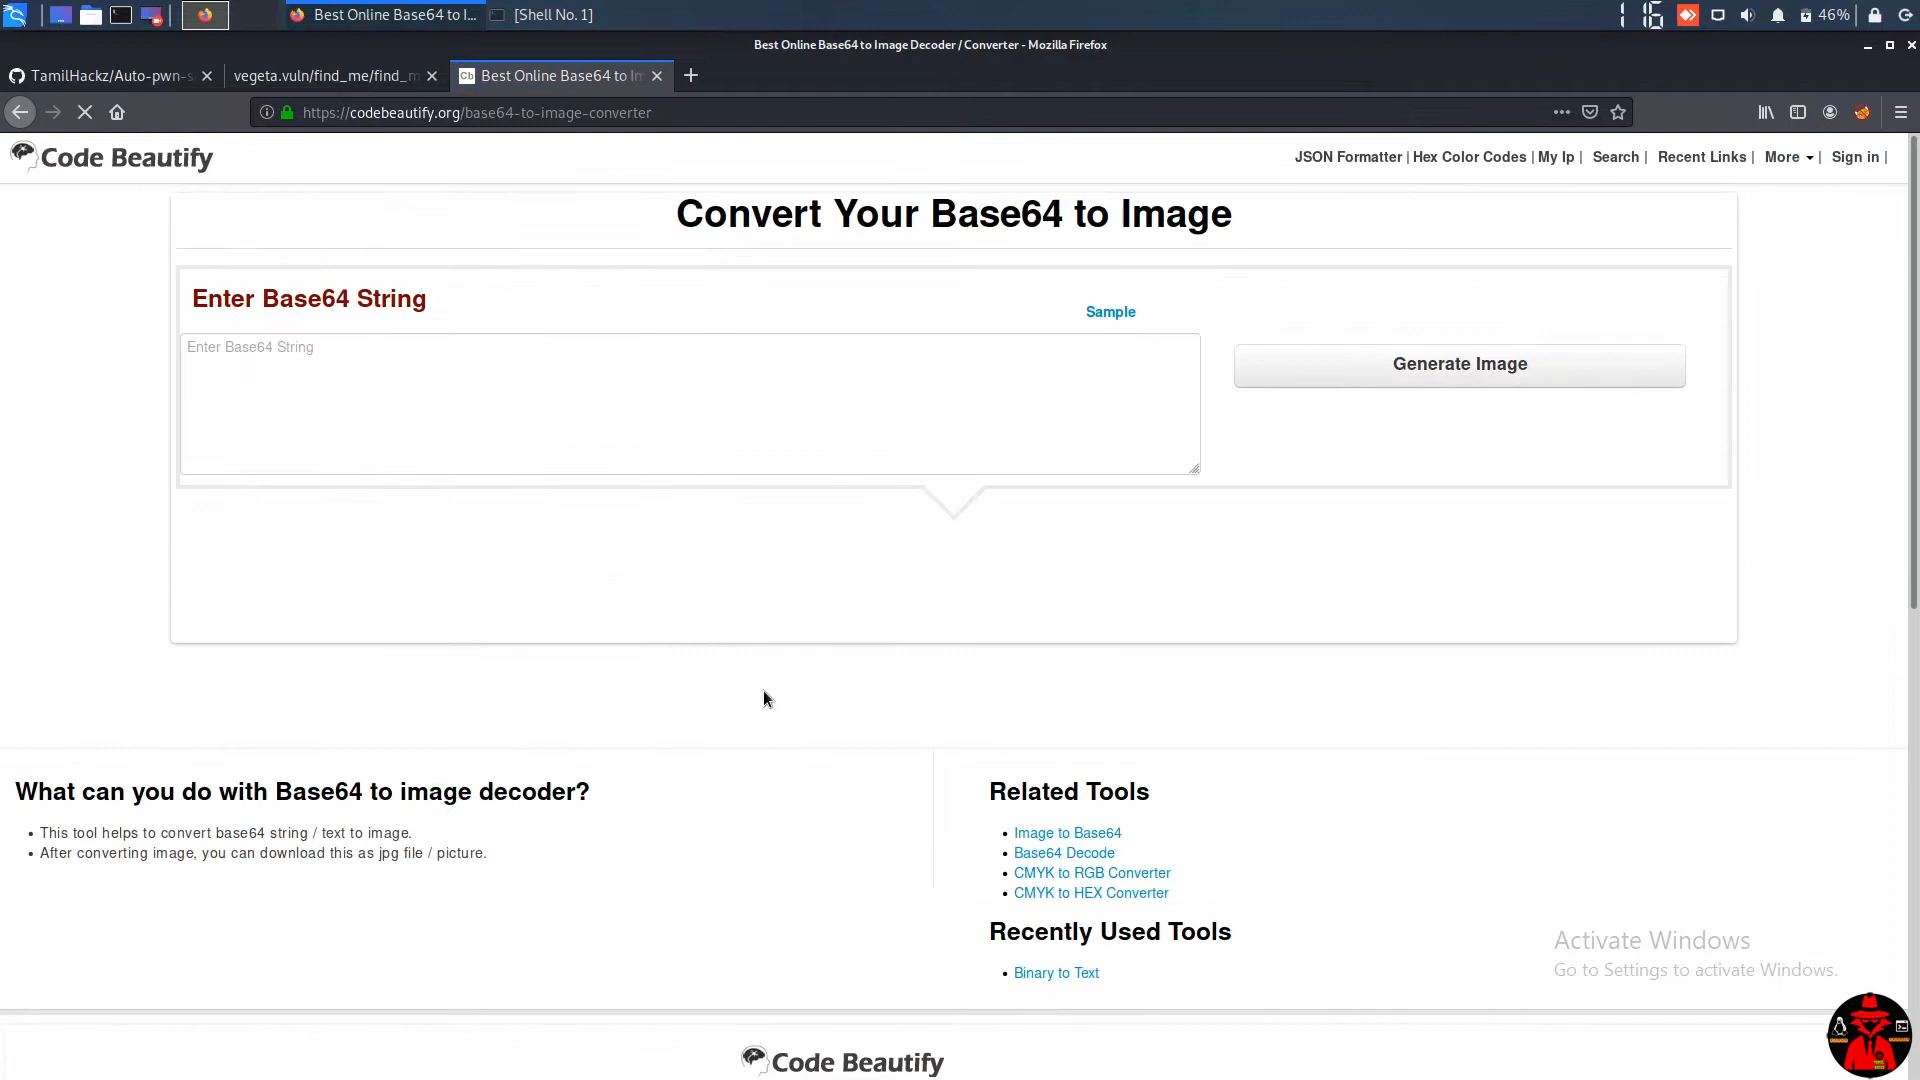 Best Online Base64 to I...
[Shell No. 1]
1 16
46%
Best Online Base64 to Image Decoder / Converter - Mozilla Firefox
TamilHackz/Auto-pwn-s
vegeta.vuln/find_me/find_m
Cb Best Online Base64 to Im
https://codebeautify.org/base64-to-image-converter
Code Beautify
JSON Formatter | Hex Color Codes | My Ip | Search | Recent Links | More | Sign in |
Convert Your Base64 to Image
Enter Base64 String
Sample
Enter Base64 String
Generate Image
What can you do with Base64 to image decoder?
• This tool helps to convert base64 string / text to image.
• After converting image, you can download this as jpg file / picture.
Related Tools
• Image to Base64
• Base64 Decode
• CMYK to RGB Converter
• CMYK to HEX Converter
Recently Used Tools
• Binary to Text
Activate Windows
Go to Settings to activate Windows.
Code Beautify